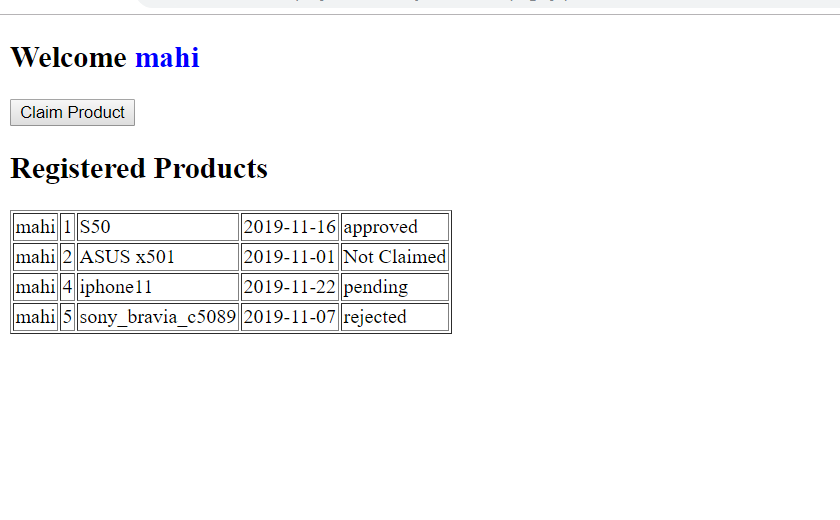 Welcome mahi
Claim Product
Registered Products
mahi 1 S50 2019-11-16 approved
mahi 2 ASUS x501 2019-11-01 Not Claimed
mahi 4 iphone11 2019-11-22 pending
mahi 5 sony_bravia_c5089 2019-11-07 rejected